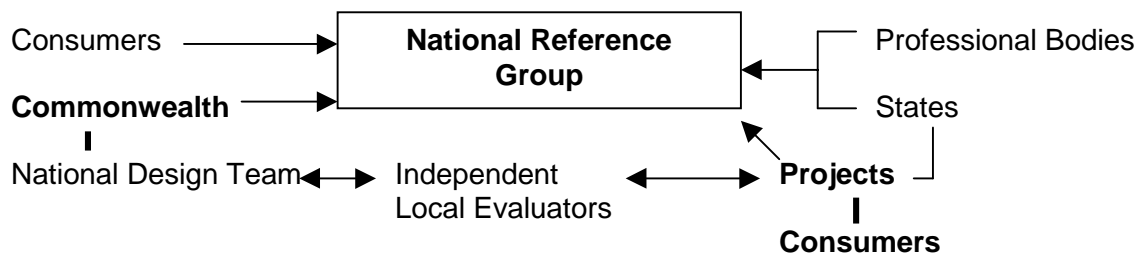 Consumers
National Reference
Group
Professional Bodies
Commonwealth
States
National Design Team
Independent
Local Evaluators
Projects
Consumers